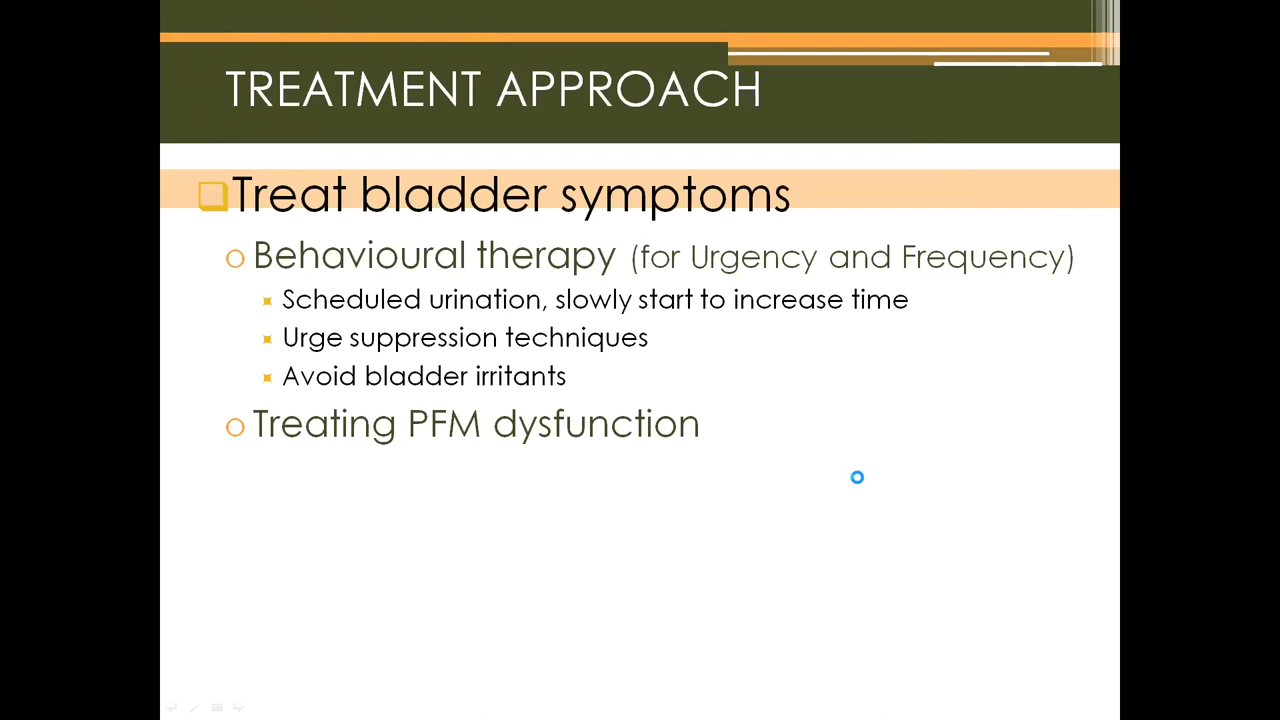 TREATMENT APPROACH
Treat bladder symptoms
Behavioural therapy (for Urgency and Frequency)
Scheduled urination, slowly start to increase time
Urge suppression techniques
Avoid bladder irritants
Treating PFM dysfunction